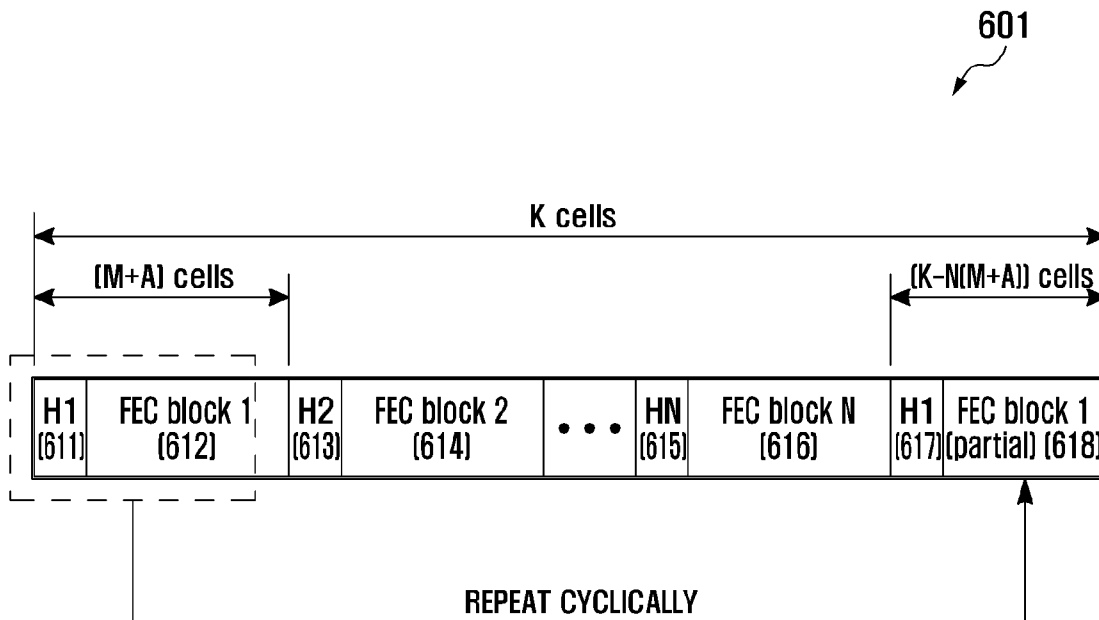 601
K cells
(M+A) cells
(K-N(M+A)) cells
H1
(611)
FEC block 1
(612)
H2
(613)
FEC block 2
(614)
•••
HN
(615)
FEC block N
(616)
H1
(617)
FEC block 1
(partial) (618)
REPEAT CYCLICALLY